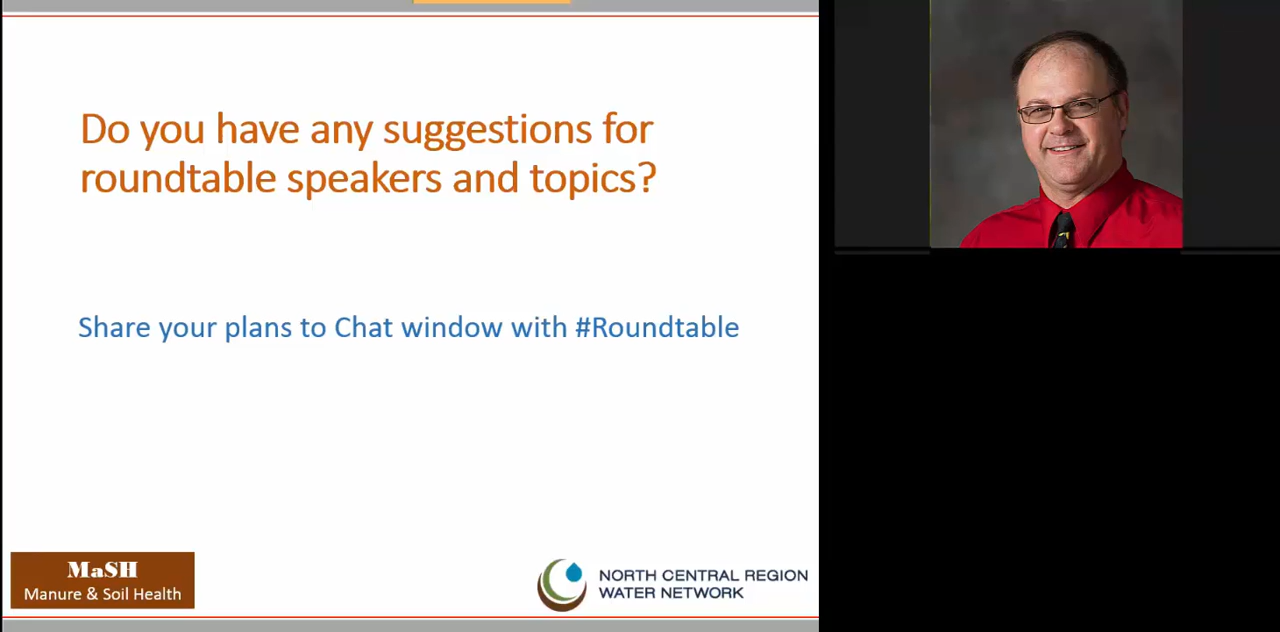 Do you have any suggestions for
roundtable speakers and topics?
Share your plans to Chat window with #Roundtable
MaSH
Manure & Soil Health
NORTH CENTRAL REGION
WATER NETWORK